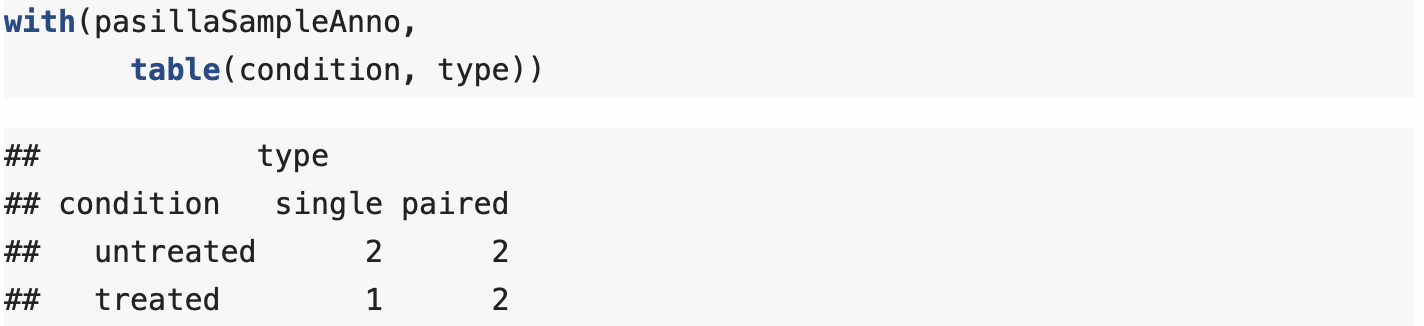 with(pasillaSampleAnno,
       table(condition, type))
##            type
## condition   single paired
##   untreated      2      2
##   treated        1      2